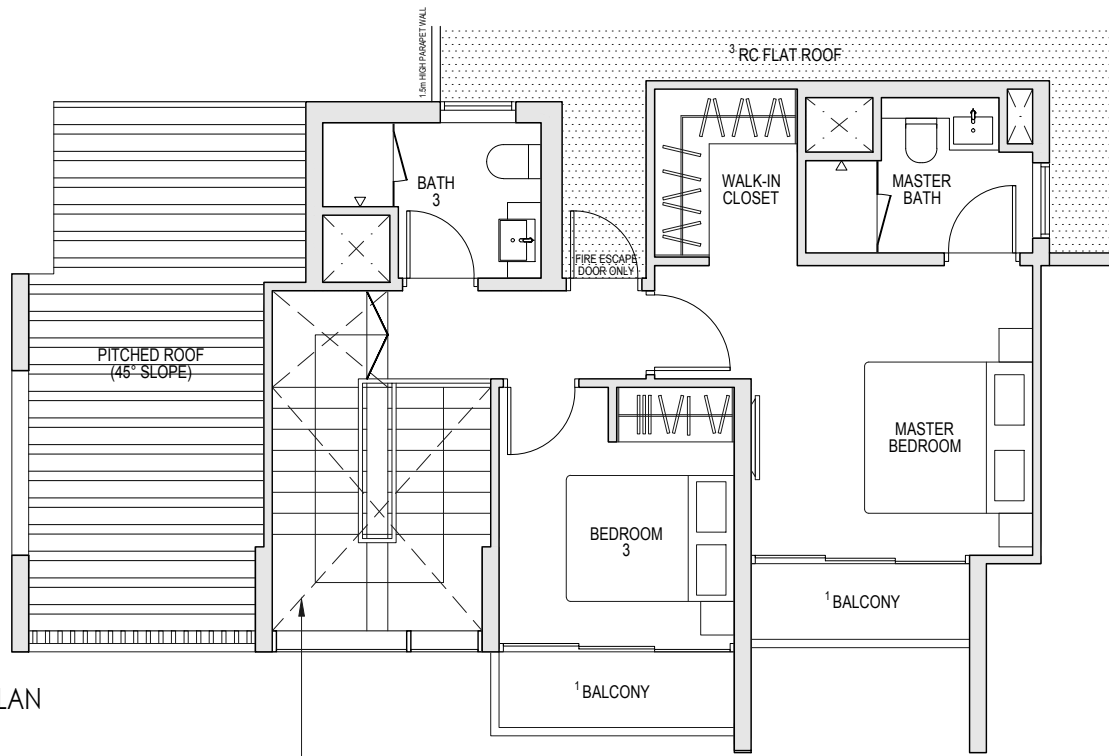 1.5m HIGH PARAPET WALL
3 RC FLAT ROOF
BATH
3
WALK-IN
CLOSET
MASTER
BATH
FIRE ESCAPE
DOOR ONLY
PITCHED ROOF
(45° SLOPE)
MASTER
BEDROOM
BEDROOM
3
1 BALCONY
1 BALCONY
LAN